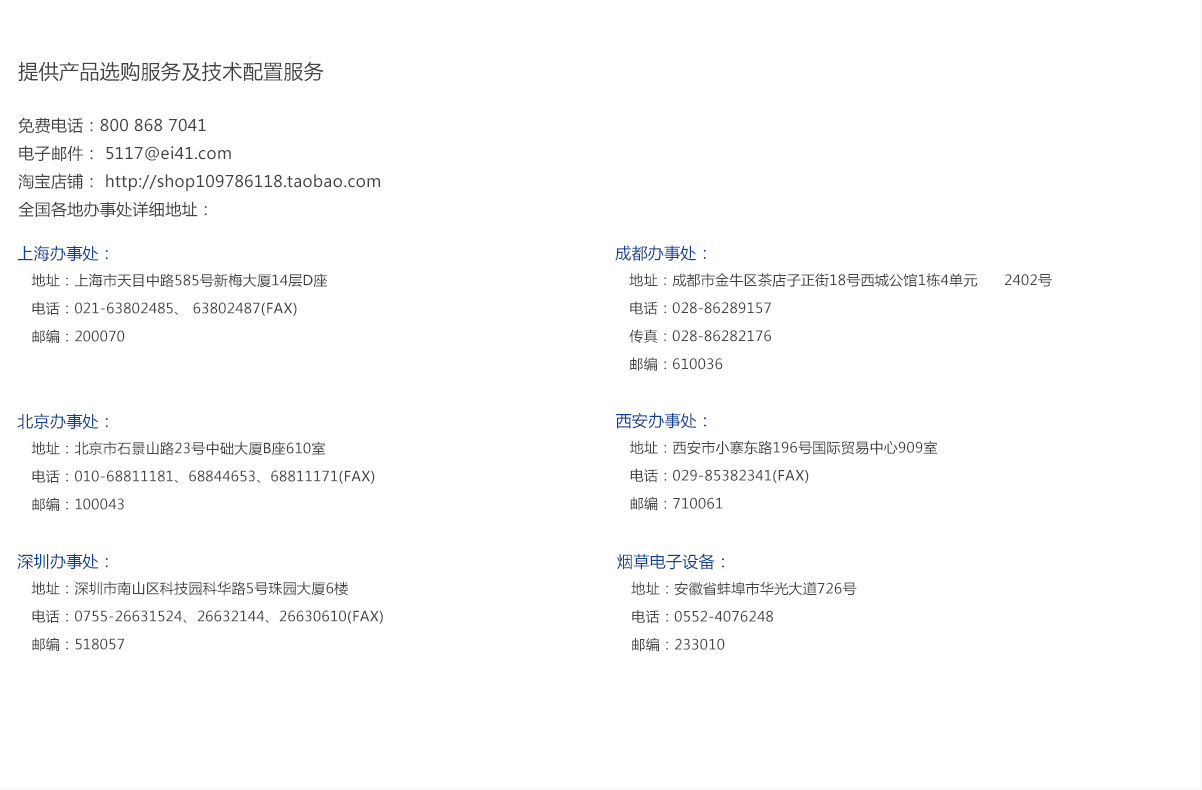 提供产品选购服务及技术配置服务
免费电话：800 868 7041
电子邮件： 5117@ei41.com
淘宝店铺： http://shop109786118.taobao.com
全国各地办事处详细地址：
上海办事处：
地址：上海市天目中路585号新梅大厦14层D座
电话：021-63802485、 63802487(FAX)
邮编：200070
成都办事处：
地址：成都市金牛区茶店子正街18号西城公馆1栋4单元 2402号
电话：028-86289157
传真：028-86282176
邮编：610036
北京办事处：
地址：北京市石景山路23号中础大厦B座610室
电话：010-68811181、68844653、68811171(FAX)
邮编：100043
西安办事处：
地址：西安市小寨东路196号国际贸易中心909室
电话：029-85382341(FAX)
邮编：710061
深圳办事处：
地址：深圳市南山区科技园科华路5号珠园大厦6楼
电话：0755-26631524、26632144、26630610(FAX)
邮编：518057
烟草电子设备：
地址：安徽省蚌埠市华光大道726号
电话：0552-4076248
邮编：233010